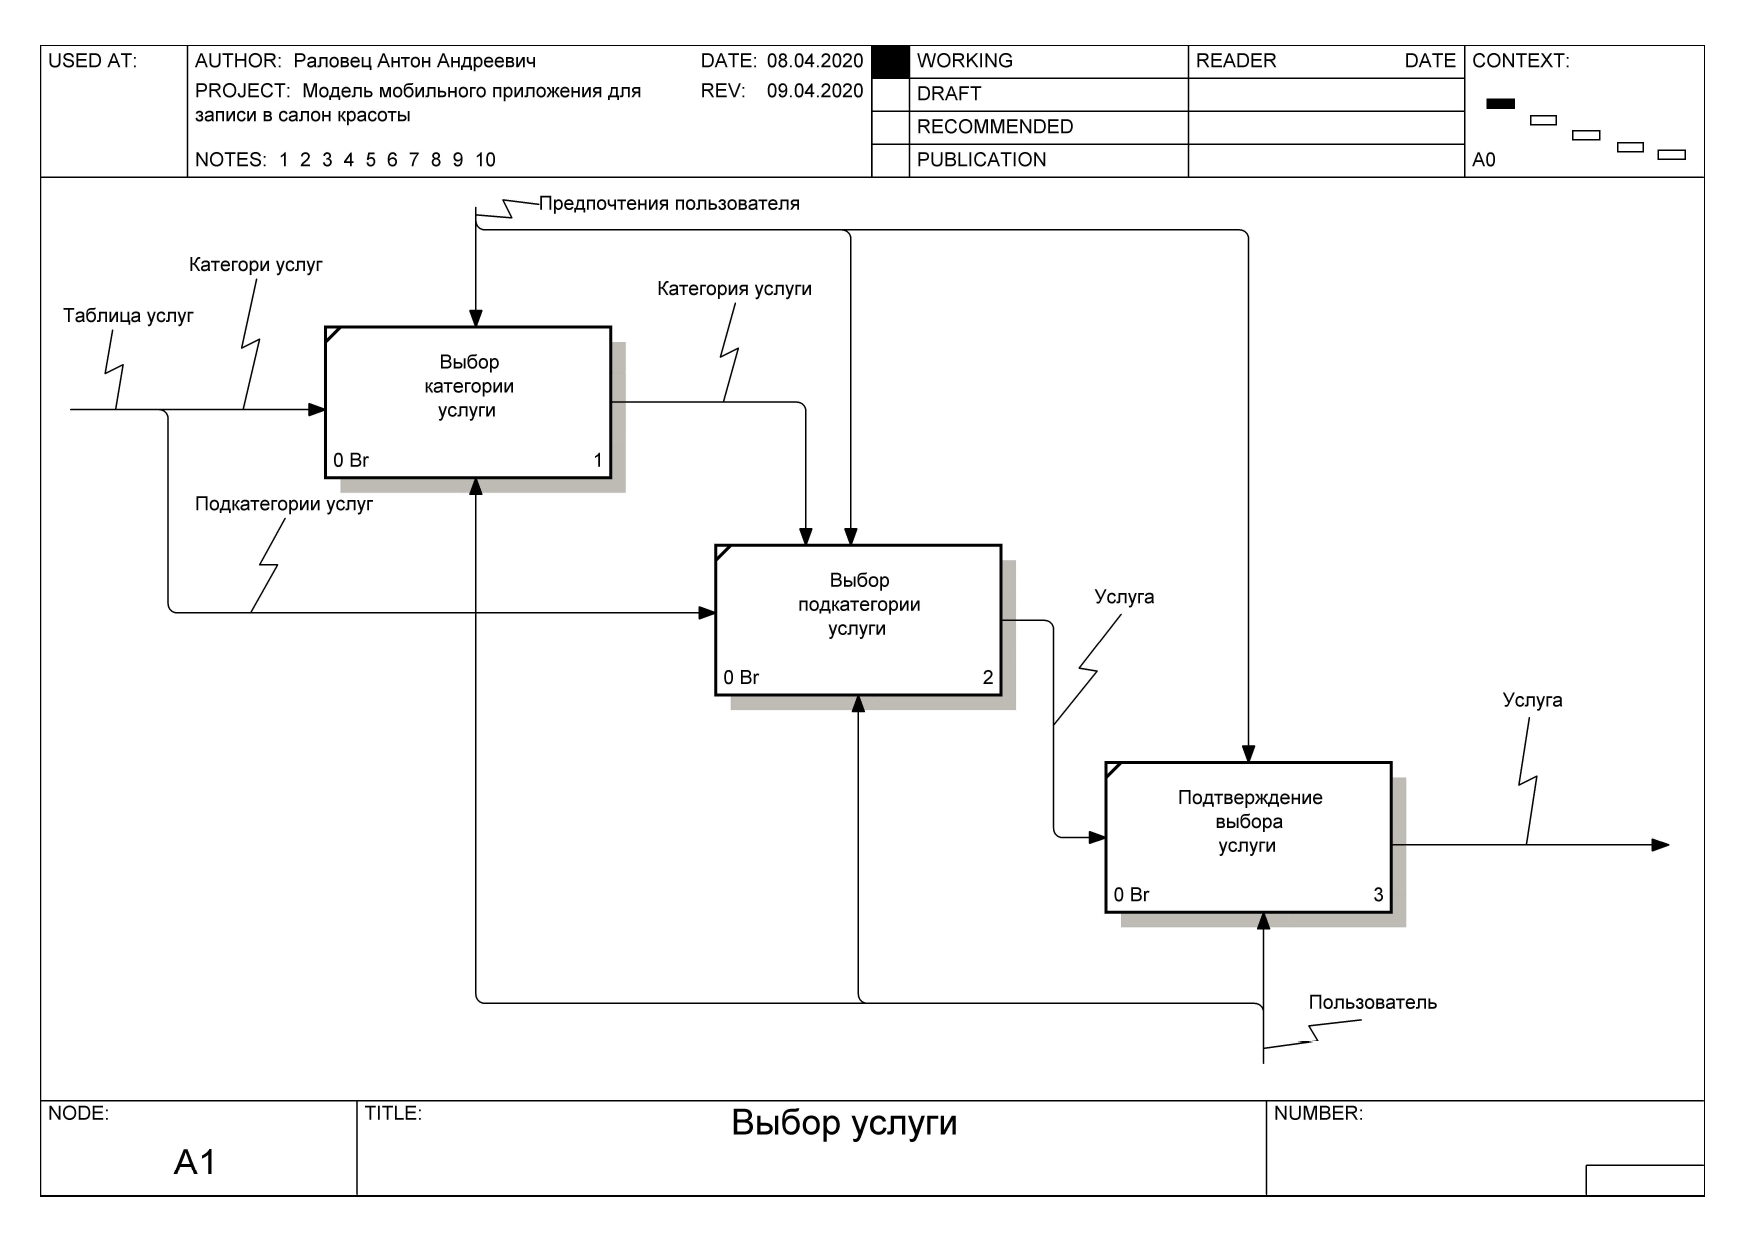 USED AT:
AUTHOR: Раловец Антон Андреевич
DATE: 08.04.2020
PROJECT: Модель мобильного приложения для
записи в салон красоты
REV: 09.04.2020
NOTES: 1 2 3 4 5 6 7 8 9 10
WORKING
DRAFT
RECOMMENDED
PUBLICATION
READER DATE
CONTEXT:
A0
Предпочтения пользователя
Категори услуг
Таблица услуг
Категория услуги
Выбор
категории
услуги
0 Br 1
Подкатегории услуг
Выбор
подкатегории
услуги
0 Br 2
Услуга
Услуга
Подтверждение
выбора
услуги
0 Br 3
Пользователь
NODE:
A1
TITLE:
Выбор услуги
NUMBER: